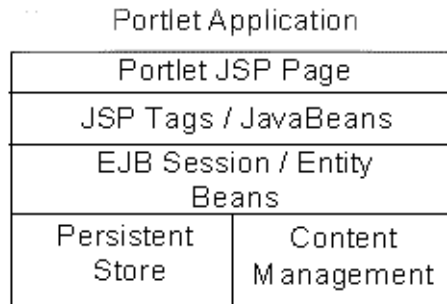 Portlet Application
Portlet JSP Page
JSP Tags / JavaBeans
EJB Session / Entity
Beans
Persistent
Store
Content
Management